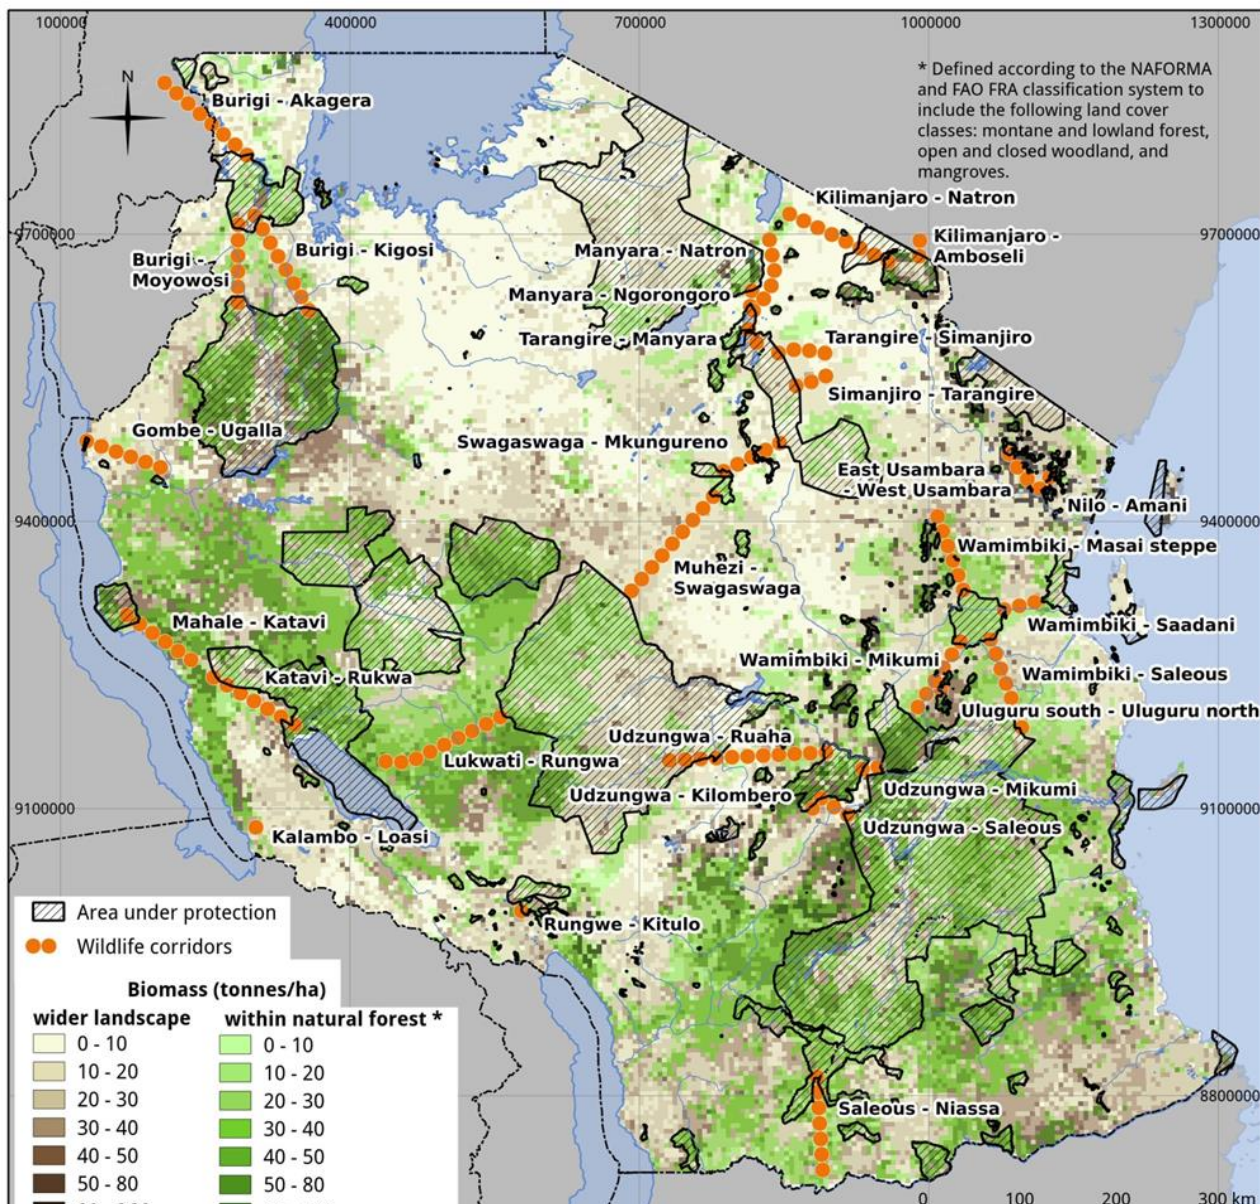 100000 400000 700000 1000000 1300000
* Defined according to the NAFORMA
and FAO FRA classification system to
include the following land cover
classes: montane and lowland forest,
open and closed woodland, and
mangroves.
N
Burigi - Akagera
Kilimanjaro - Natron
9700000
9700000
Kilimanjaro -
Amboseli
Burigi - Kigosi
Manyara - Natron
Burigi -
Moyowosi
Manyara - Ngorongoro
Tarangire - Manyara
Tarangire - Simanjiro
Simanjiro - Tarangire
Gombe - Ugalla
Swagaswaga - Mkungureno
East Usambara
- West Usambara
Nilo - Amani
9400000
9400000
Wamimbiki - Masai steppe
Muhezi -
Swagaswaga
Mahale - Katavi
Wamimbiki - Saadani
Wamimbiki - Mikumi
Katavi - Rukwa
Wamimbiki - Saleous
Uluguru south - Uluguru north
Udzungwa - Ruaha
Lukwati - Rungwa
Udzungwa - Kilombero
Udzungwa - Mikumi
9100000
9100000
Udzungwa - Saleous
Kalambo - Loasi
Rungwe - Kitulo
Area under protection
Wildlife corridors
Biomass (tonnes/ha)
wider landscape within natural forest *
0 - 10 0 - 10
10 - 20 10 - 20
20 - 30 20 - 30
30 - 40 30 - 40
40 - 50 40 - 50
50 - 80 50 - 80
8800000
8800000
Saleous - Niassa
0 100 200 300 km